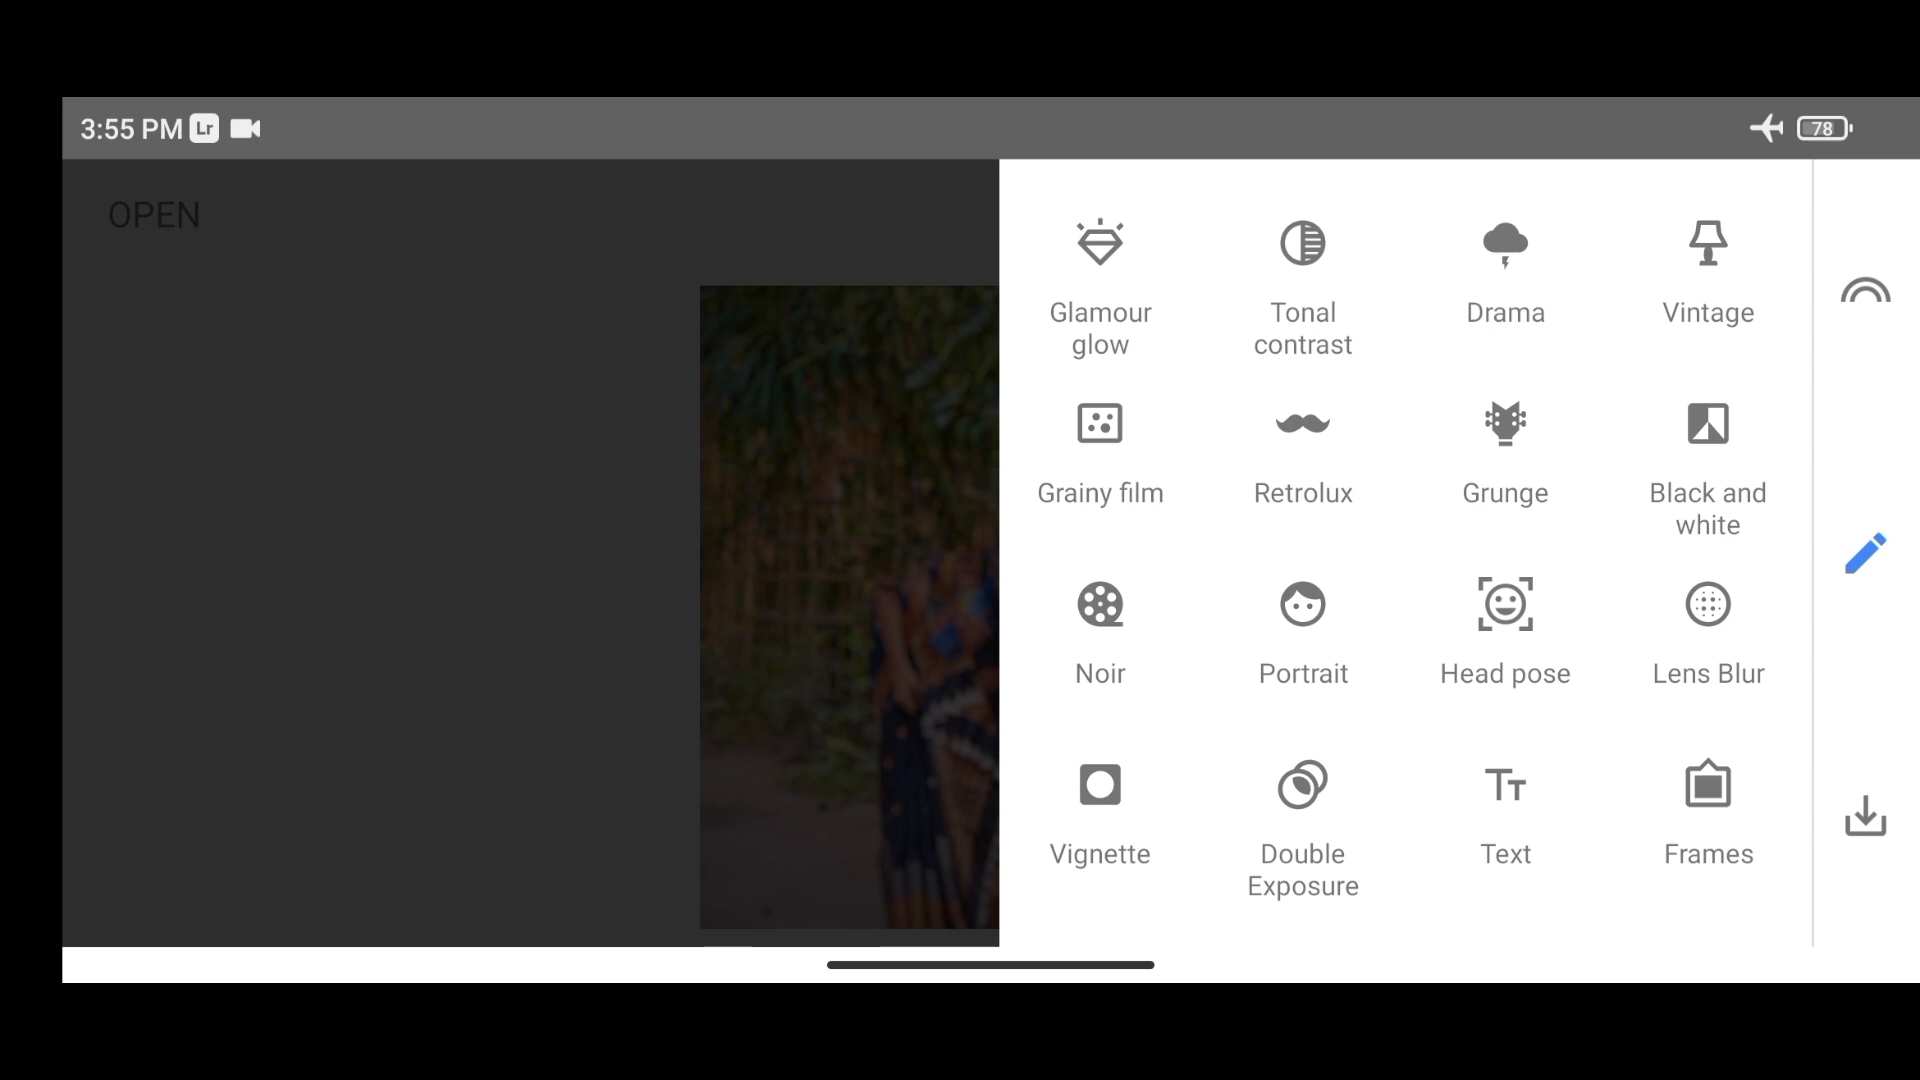 3:55 PM Lr 78
OPEN
Glamour
glow
Tonal
contrast
Drama
Vintage
Grainy film
Retrolux
Grunge
Black and
white
Noir
Portrait
Head pose
Lens Blur
Vignette
Double
Exposure
Text
Frames